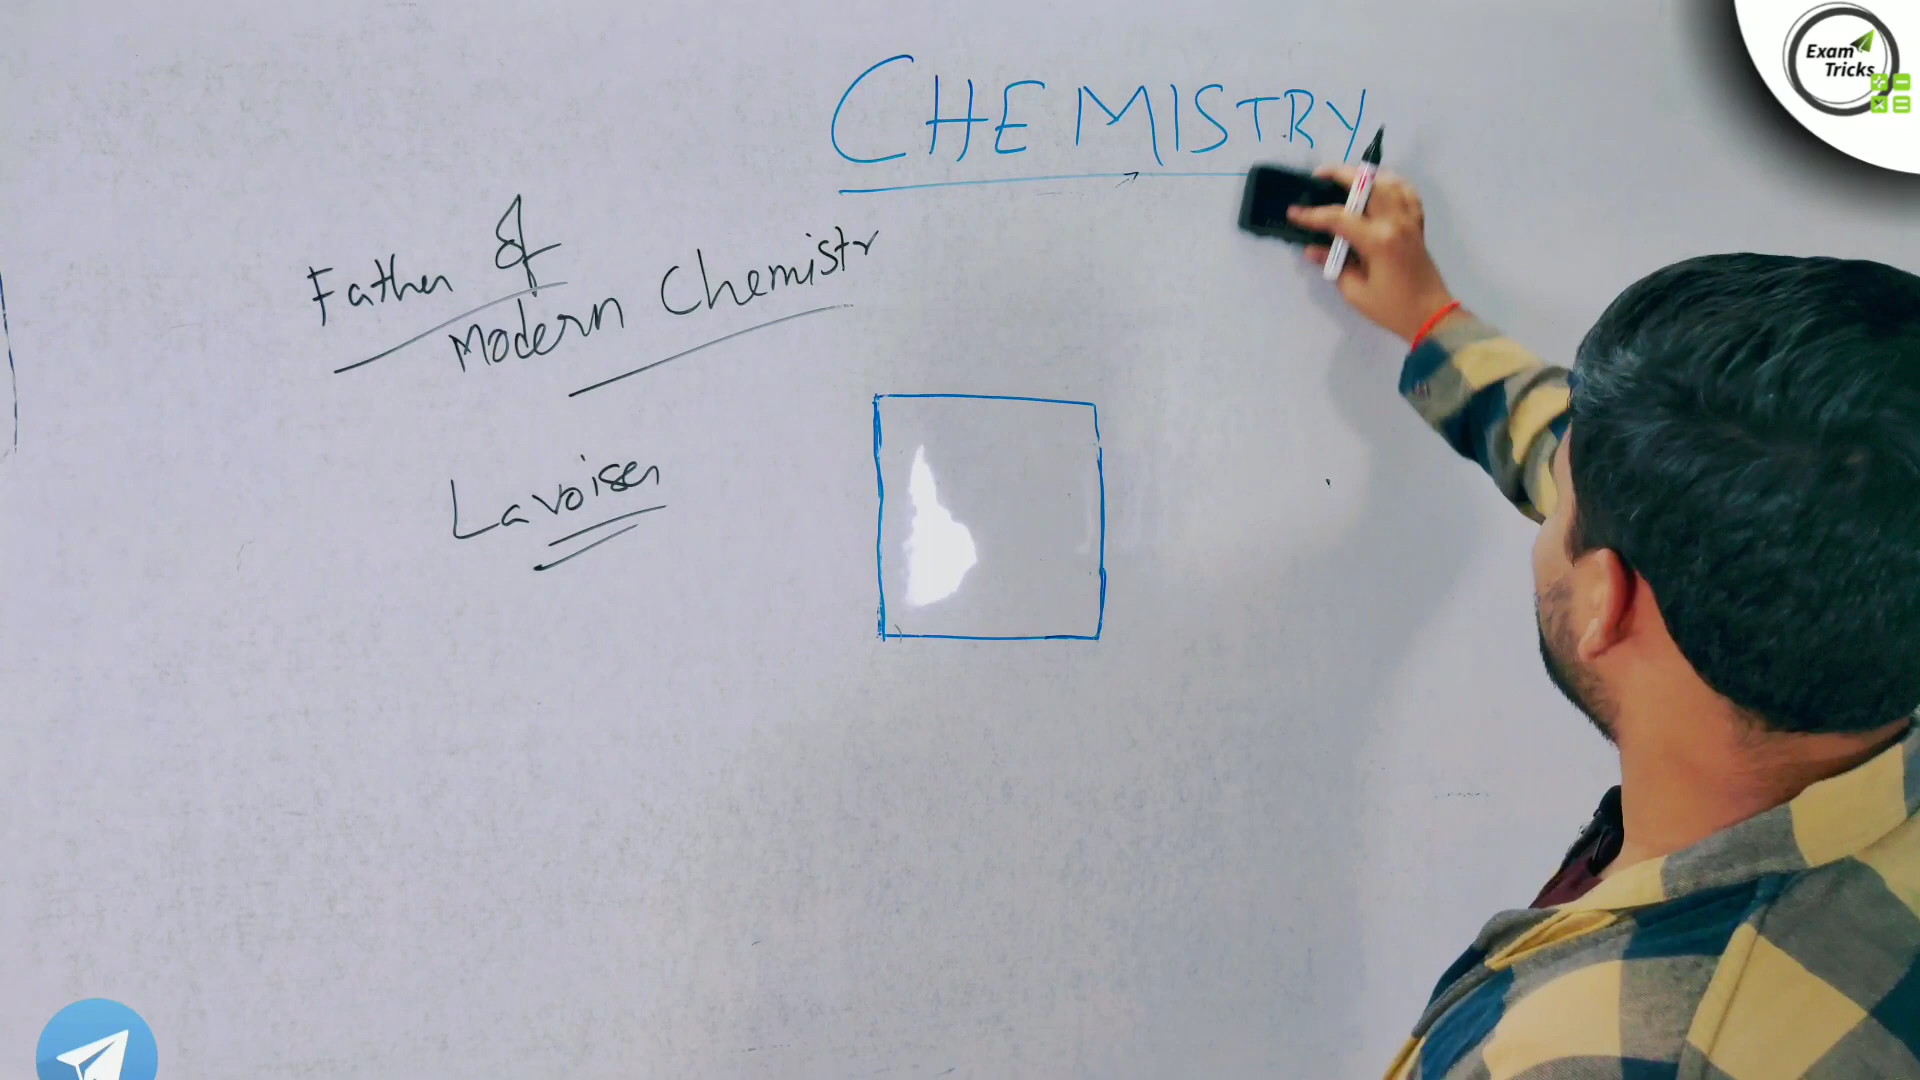 CHEMISTRY
Father of
Modern Chemistr
Lavoiser
Exam
Tricks